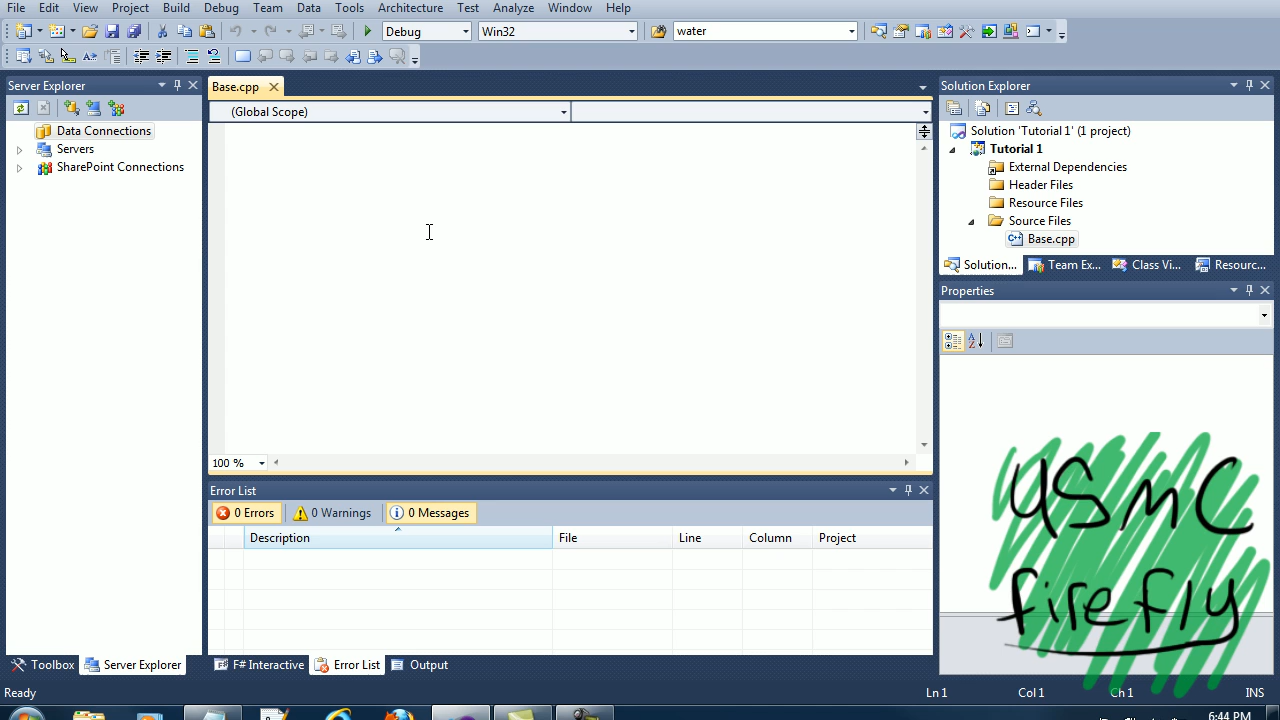 File Edit View Project Build Debug Team Data Tools Architecture Test Analyze Window Help
Debug Win32 water
Server Explorer
Data Connections
Servers
SharePoint Connections
Toolbox Server Explorer
Base.cpp
(Global Scope)
100 %
Error List
0 Errors 0 Warnings 0 Messages
Description File Line Column Project
F# Interactive Error List Output
Solution Explorer
Solution 'Tutorial 1' (1 project)
Tutorial 1
External Dependencies
Header Files
Resource Files
Source Files
Base.cpp
Solution... Team Ex... Class Vi... Resourc...
Properties
USMC
firefly
Ready Ln 1 Col 1 Ch 1 INS
6:44 PM